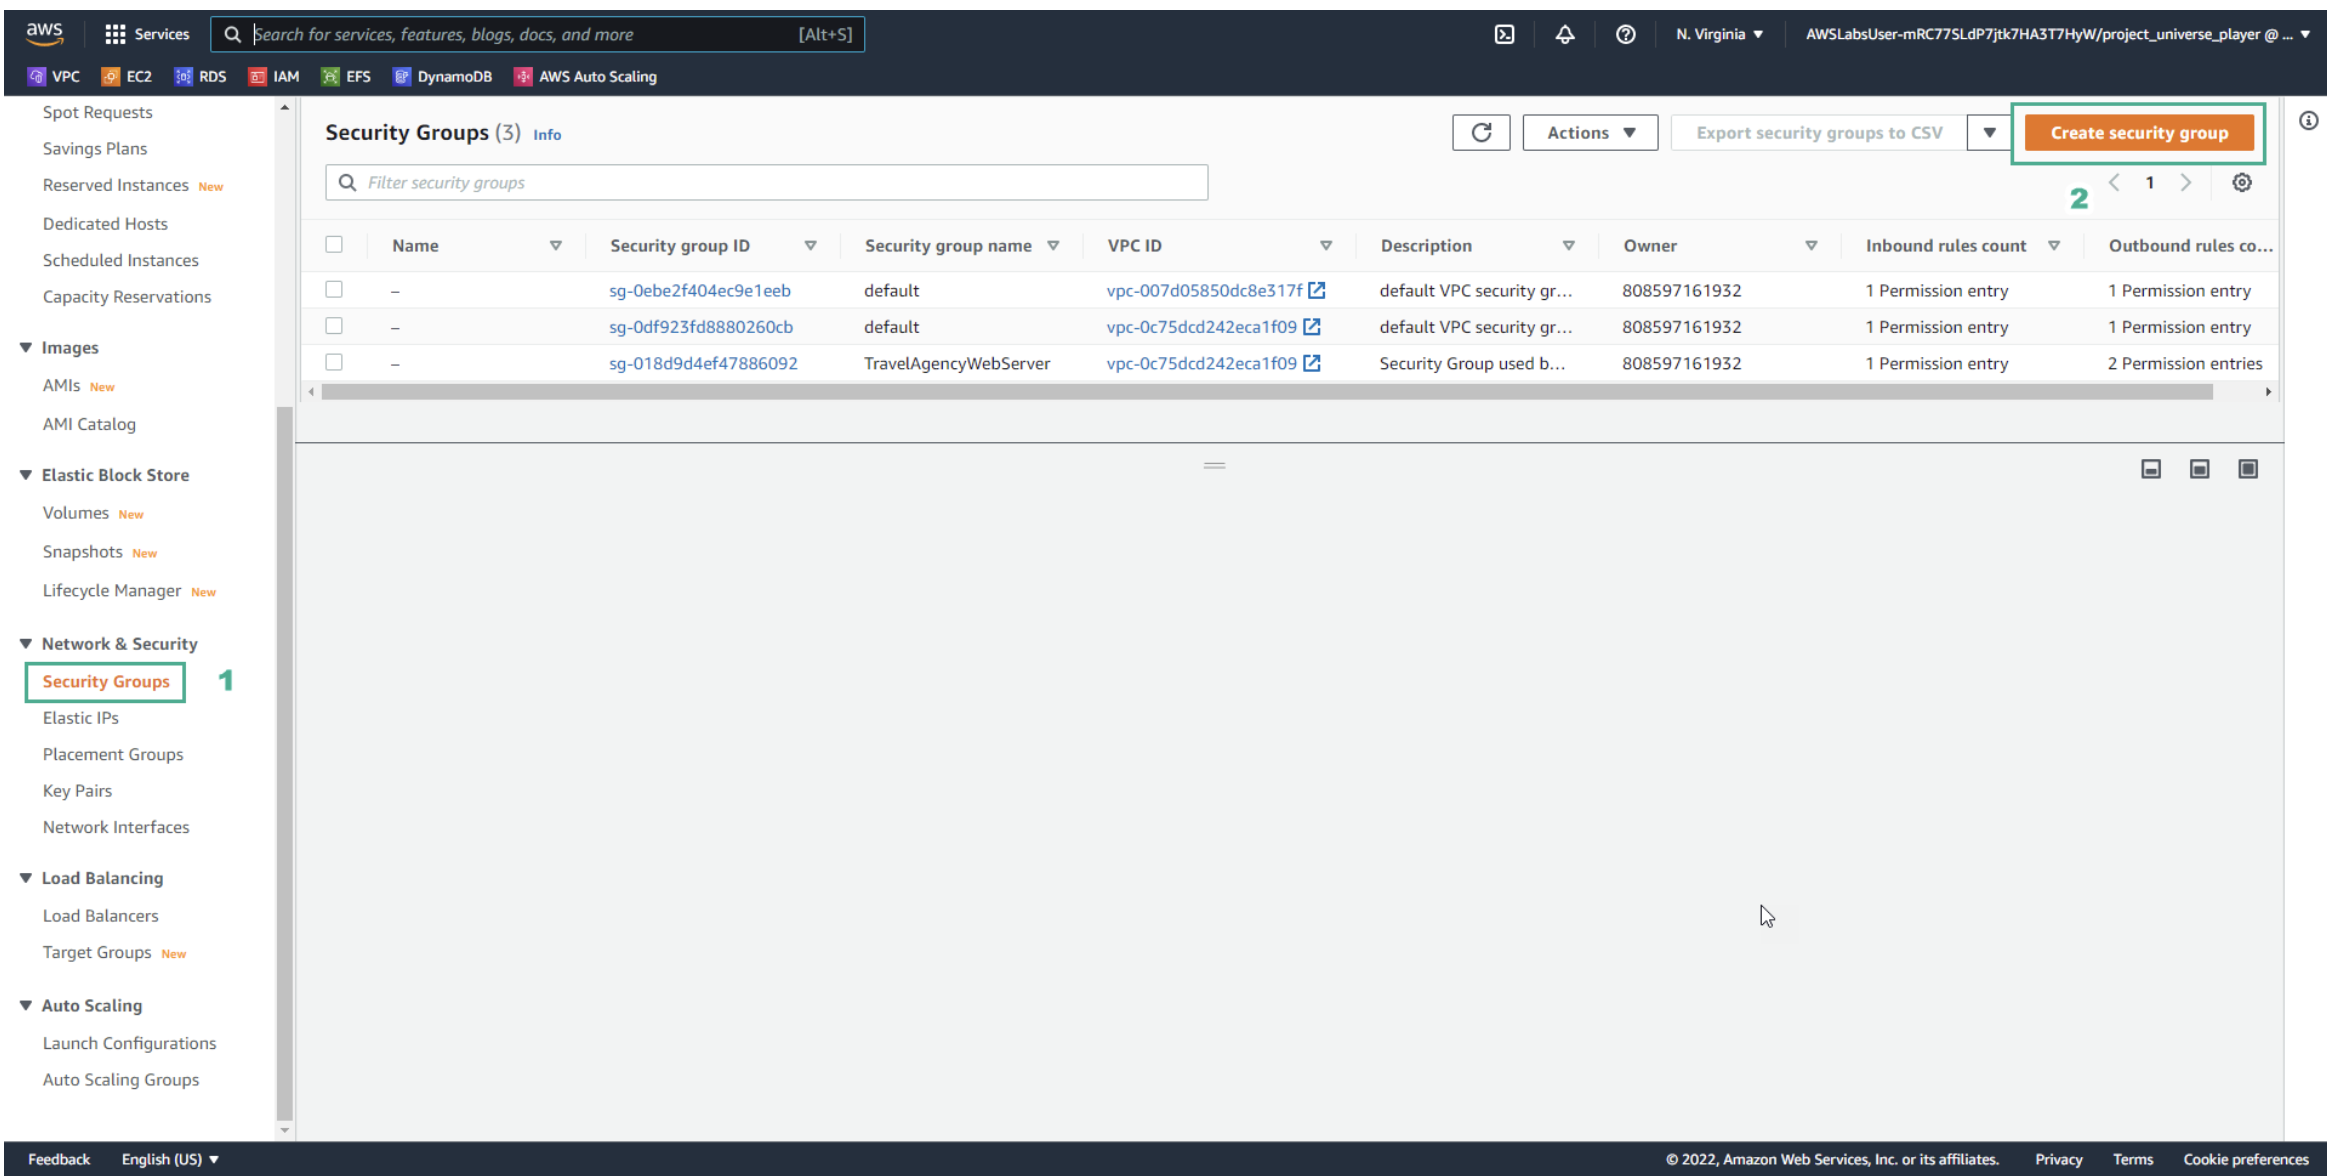 aws Services Search for services, features, blogs, docs, and more [Alt+S] N. Virginia ▼ AWSLabsUser-mRC77SLdP7jtk7HA3T7HyW/project_universe_player @ ... ▼
VPC EC2 RDS IAM EFS DynamoDB AWS Auto Scaling
Spot Requests
Savings Plans
Reserved Instances New
Dedicated Hosts
Scheduled Instances
Capacity Reservations
▼ Images
AMIs New
AMI Catalog
▼ Elastic Block Store
Volumes New
Snapshots New
Lifecycle Manager New
▼ Network & Security
Security Groups 1
Elastic IPs
Placement Groups
Key Pairs
Network Interfaces
▼ Load Balancing
Load Balancers
Target Groups New
▼ Auto Scaling
Launch Configurations
Auto Scaling Groups
Security Groups (3) Info Actions ▼ Export security groups to CSV ▼ Create security group
Filter security groups 2 < 1 >
Name Security group ID Security group name VPC ID Description Owner Inbound rules count Outbound rules co...
– sg-0ebe2f404ec9e1eeb default vpc-007d05850dc8e317f default VPC security gr... 808597161932 1 Permission entry 1 Permission entry
– sg-0df923fd8880260cb default vpc-0c75dcd242eca1f09 default VPC security gr... 808597161932 1 Permission entry 1 Permission entry
– sg-018d9d4ef47886092 TravelAgencyWebServer vpc-0c75dcd242eca1f09 Security Group used b... 808597161932 1 Permission entry 2 Permission entries
Feedback English (US) ▼ © 2022, Amazon Web Services, Inc. or its affiliates. Privacy Terms Cookie preferences